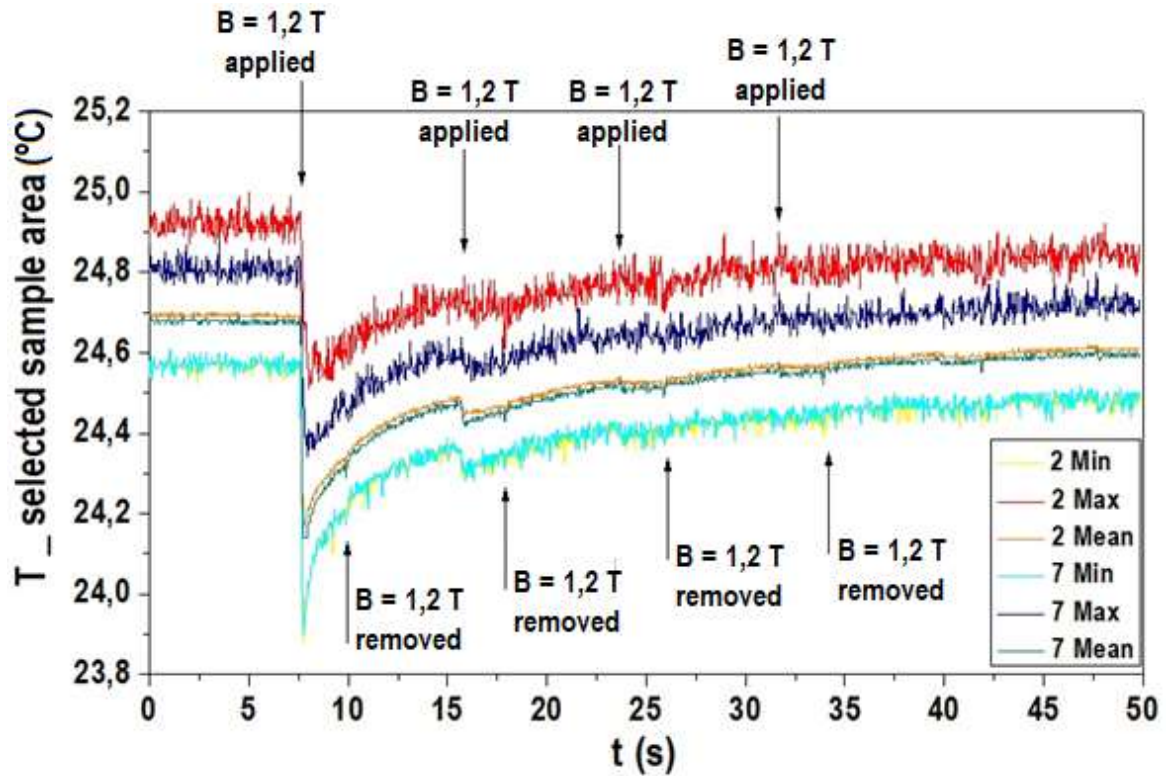 B = 1,2 T
applied
B = 1,2 T
applied
B = 1,2 T
applied
B = 1,2 T
applied
T_ selected sample area (ºC)
25,2
25,0
24,8
24,6
24,4
24,2
24,0
23,8
B = 1,2 T
removed
B = 1,2 T
removed
B = 1,2 T
removed
B = 1,2 T
removed
2 Min
2 Max
2 Mean
7 Min
7 Max
7 Mean
0 5 10 15 20 25 30 35 40 45 50
t (s)